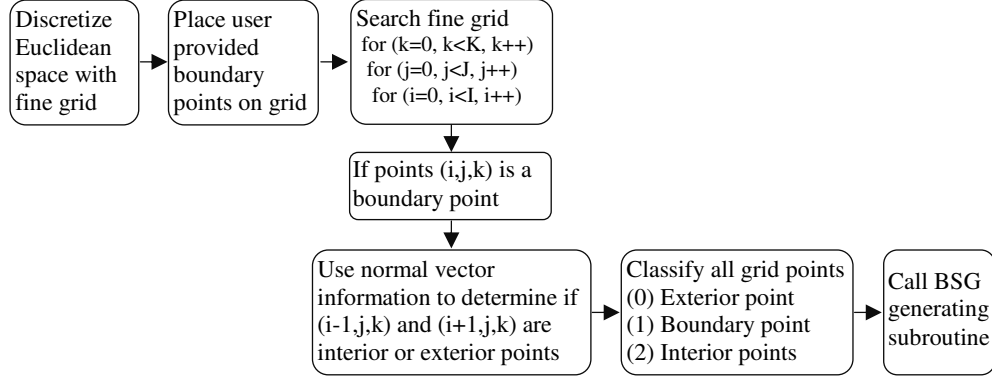 Discretize
Euclidean
space with
fine grid
Place user
provided
boundary
points on grid
Search fine grid
for (k=0, k<K, k++)
for (j=0, j<J, j++)
for (i=0, i<I, i++)
If points (i,j,k) is a
boundary point
Use normal vector
information to determine if
(i-1,j,k) and (i+1,j,k) are
interior or exterior points
Classify all grid points
(0) Exterior point
(1) Boundary point
(2) Interior points
Call BSG
generating
subroutine